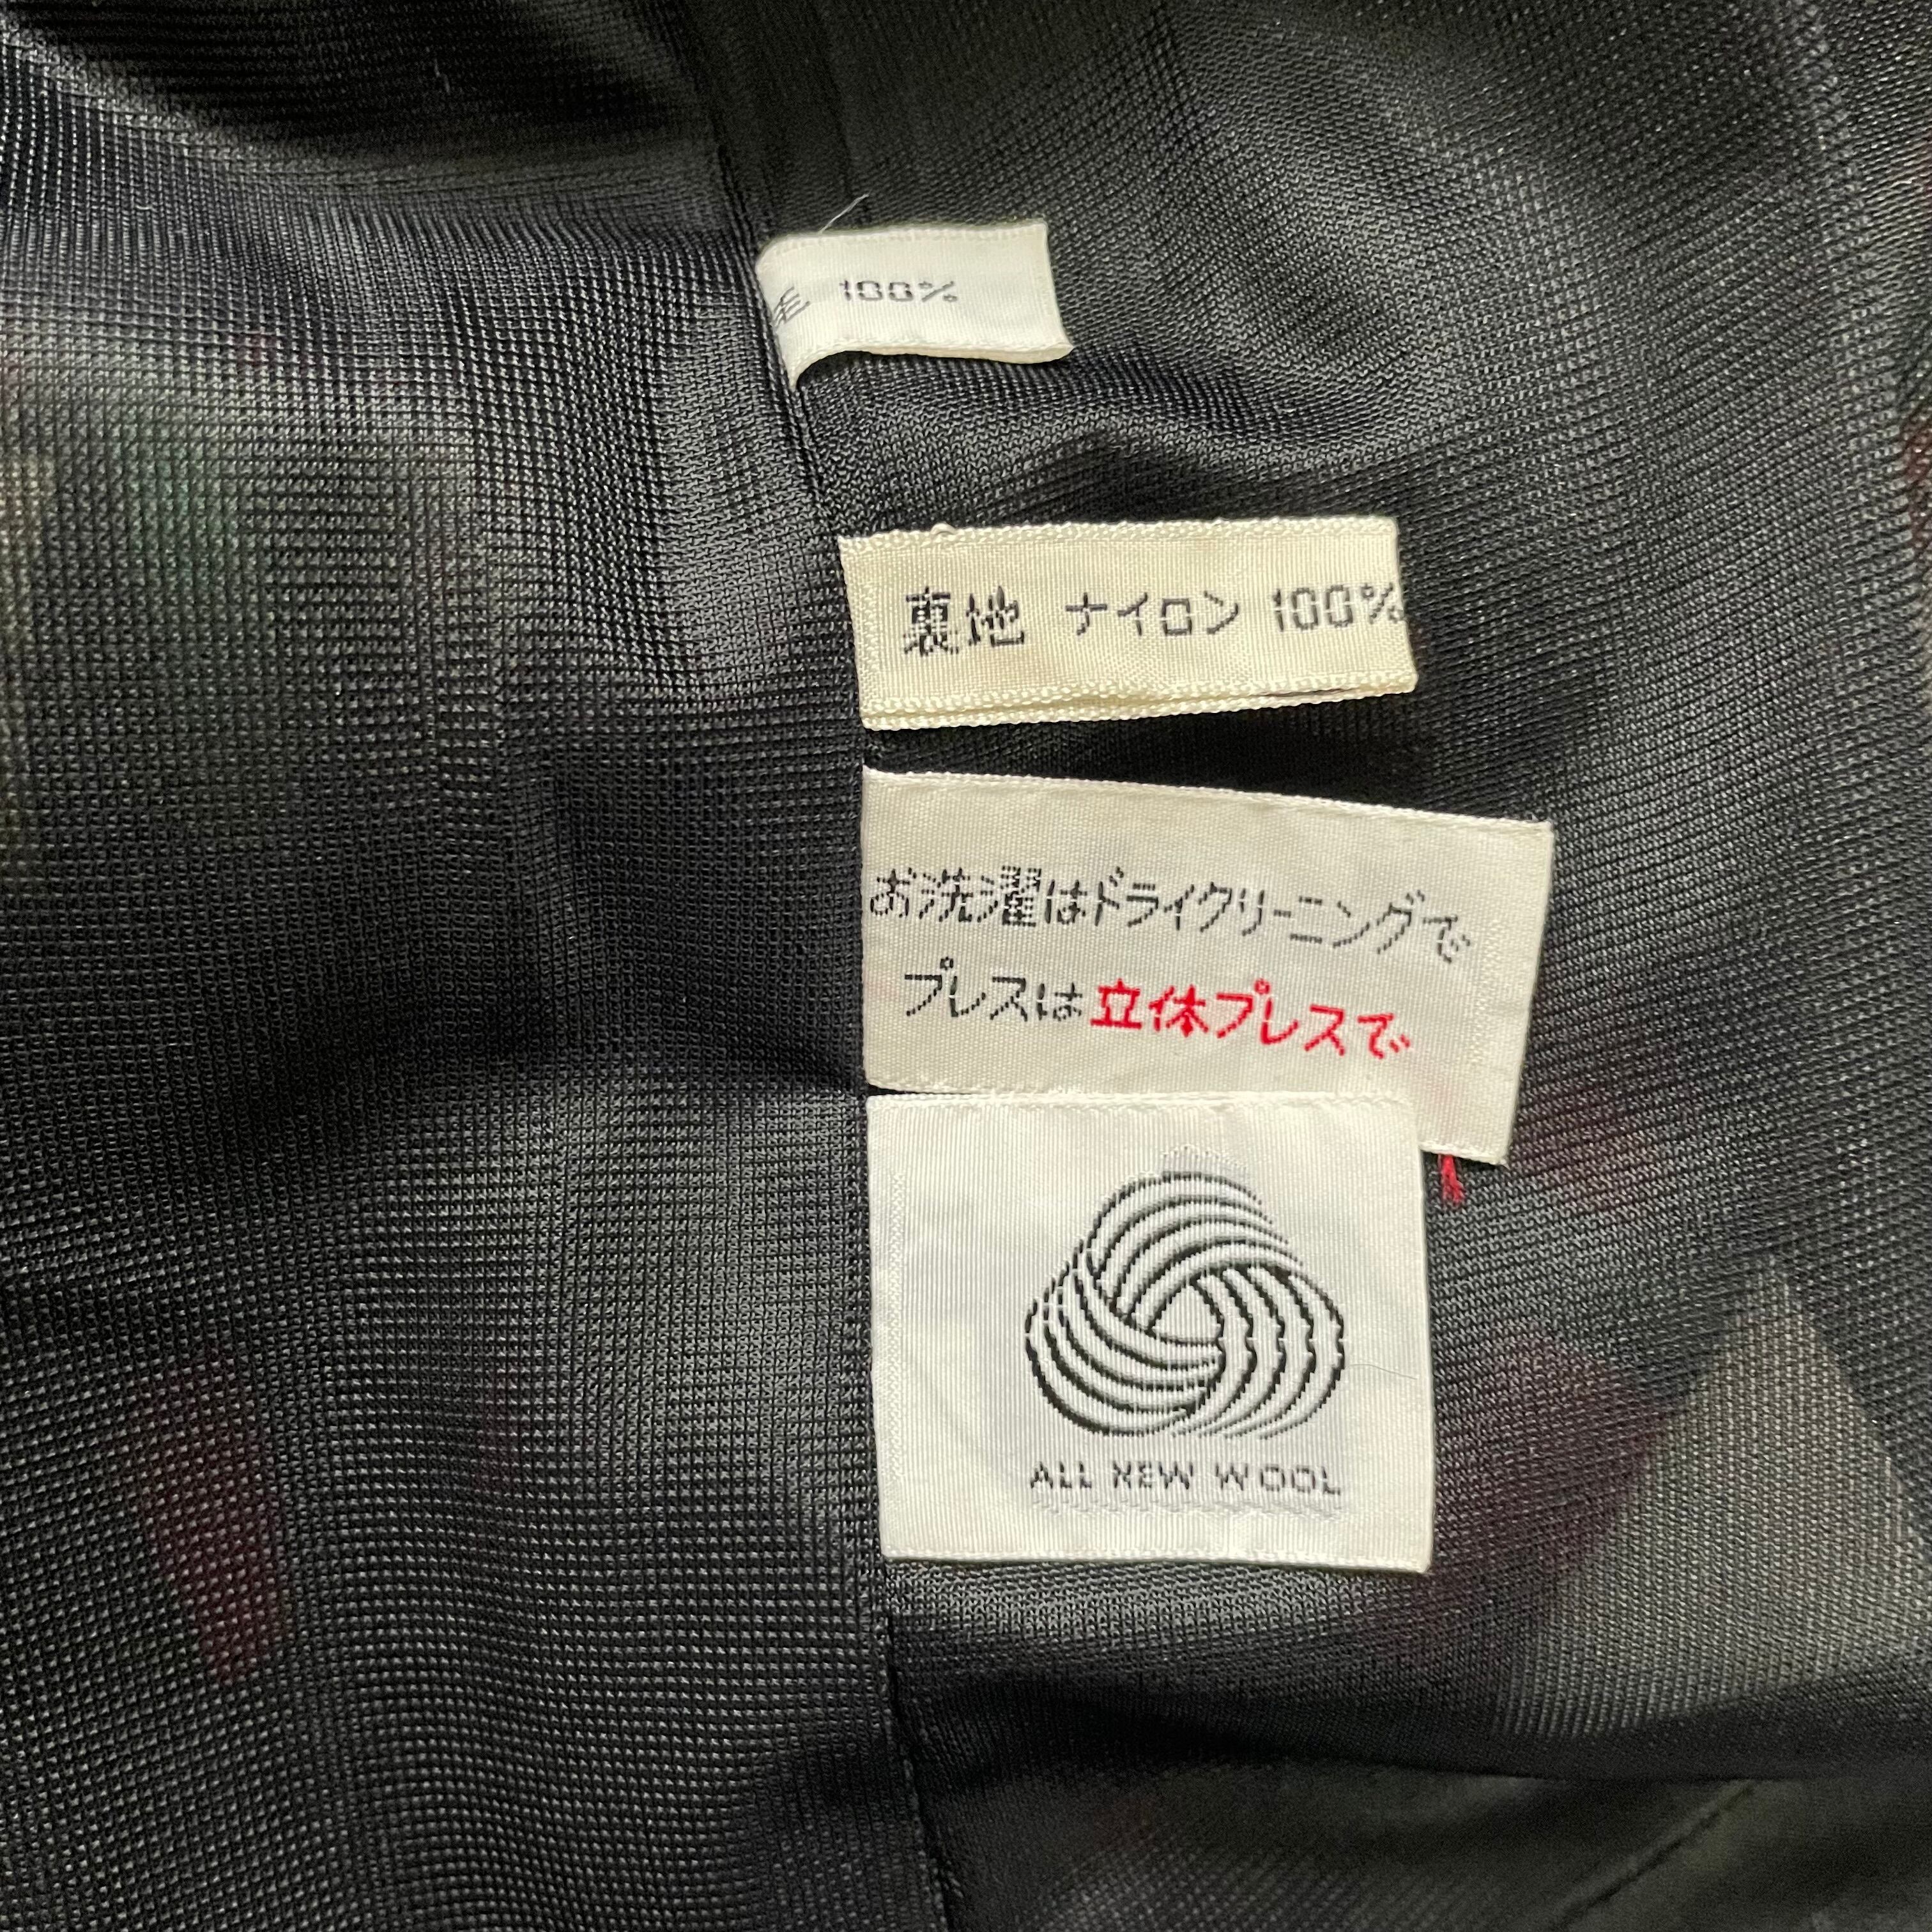 毛 100%
裏地 ナイロン 100%
お洗濯はドライクリーニングで
プレスは立体プレスで
ALL NEW WOOL